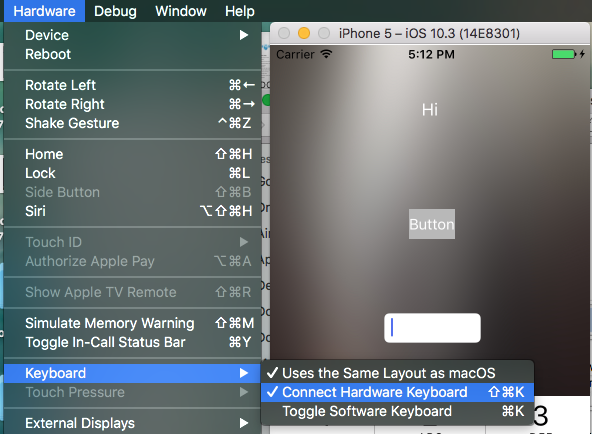 Hardware Debug Window Help
Device
Reboot
Rotate Left ⌘←
Rotate Right ⌘→
Shake Gesture ^⌘Z
Home ⇧⌘H
Lock ⌘L
Side Button ⇧⌘B
Siri ⌥⇧⌘H
Touch ID
Authorize Apple Pay ⌥⌘A
Show Apple TV Remote ⇧⌘R
Simulate Memory Warning ⇧⌘M
Toggle In-Call Status Bar ⌘Y
Keyboard
Touch Pressure
External Displays
iPhone 5 – iOS 10.3 (14E8301)
Carrier 5:12 PM
Hi
Button
✓ Uses the Same Layout as macOS
✓ Connect Hardware Keyboard ⇧⌘K
Toggle Software Keyboard ⌘K
3